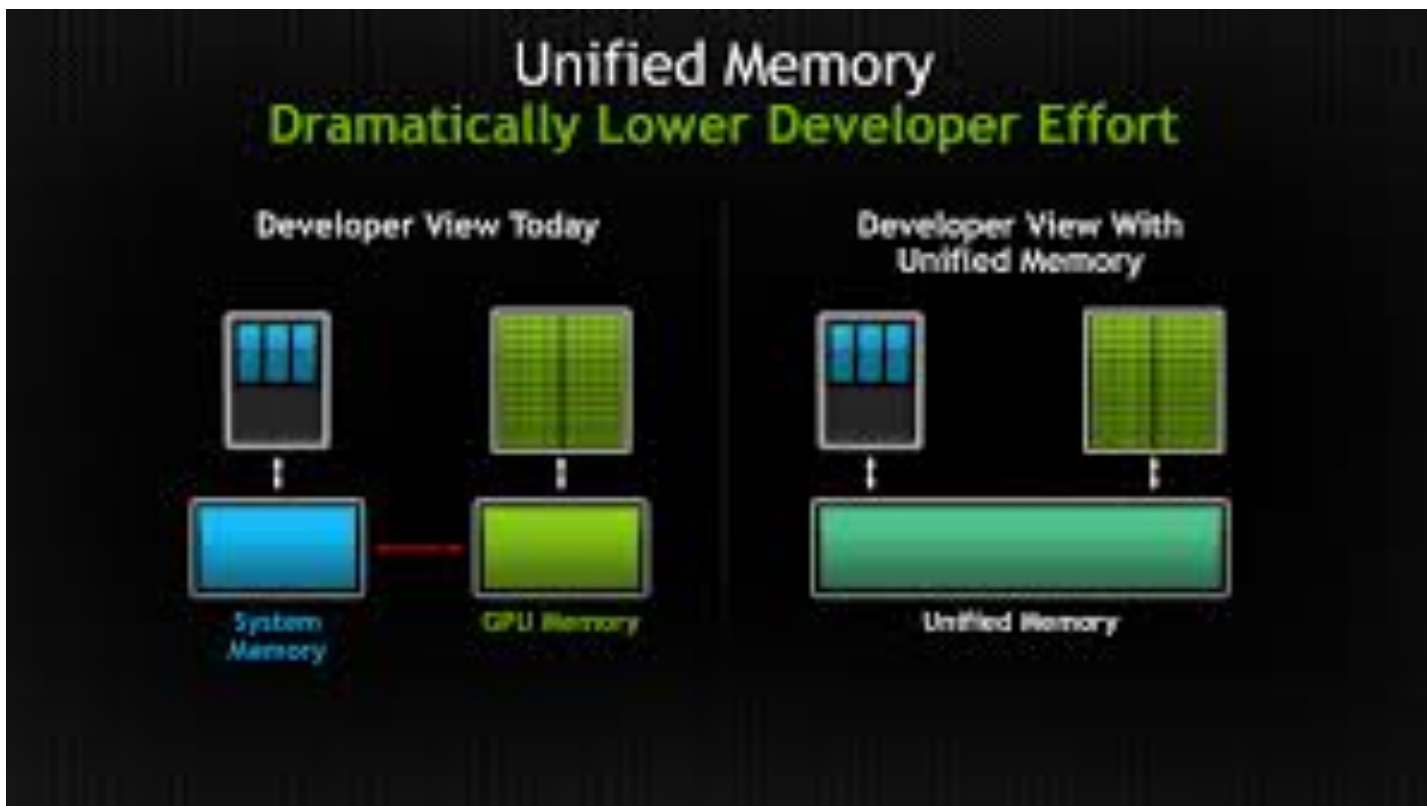 Unified Memory
Dramatically Lower Developer Effort
Developer View Today
Developer View With
Unified Memory
System
Memory
GPU Memory
Unified Memory